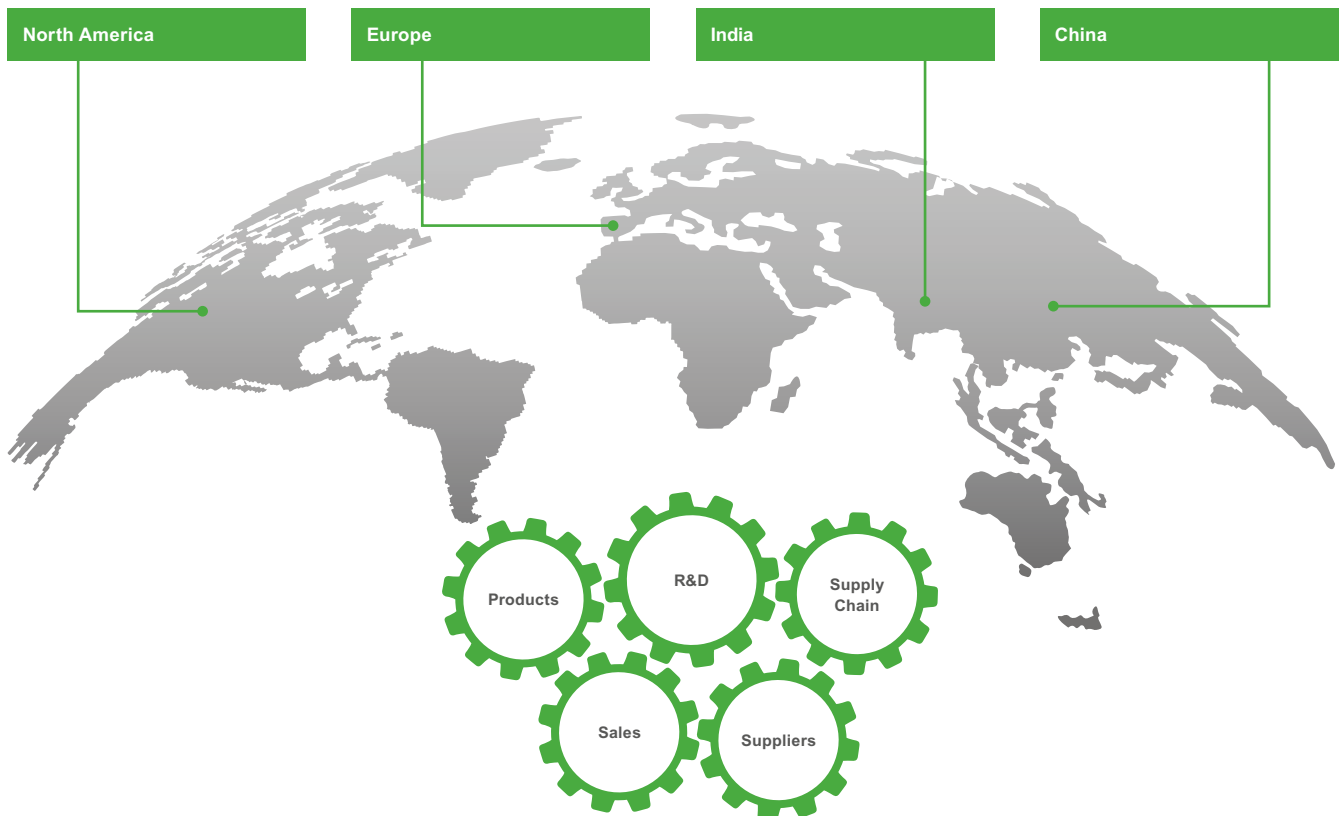 North America
Europe
India
China
Products
R&D
Supply
Chain
Sales
Suppliers